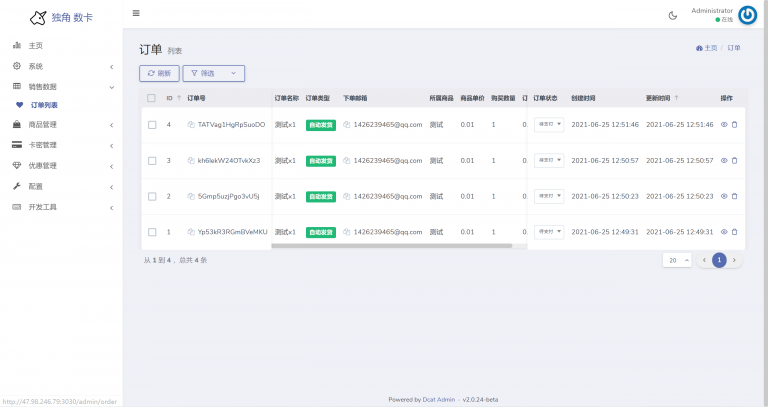 独角 数卡
Administrator
在线
主页
系统
销售数据
订单列表
商品管理
卡密管理
优惠管理
配置
开发工具
订单 列表
主页 / 订单
刷新 筛选
ID 订单号 订单名称 订单类型 下单邮箱 所属商品 商品单价 购买数量 订 订单状态 创建时间 更新时间 操作
4 TATVag1HgRpSuoDO 测试x1 自动发货 1426239465@qq.com 测试 0.01 1 0. 待支付 2021-06-25 12:51:46 2021-06-25 12:51:46
3 kh6lekW24OTvkXz3 测试x1 自动发货 1426239465@qq.com 测试 0.01 1 0. 待支付 2021-06-25 12:50:57 2021-06-25 12:50:57
2 5Gmp5uzjPgo3vU5j 测试x1 自动发货 1426239465@qq.com 测试 0.01 1 0. 待支付 2021-06-25 12:50:23 2021-06-25 12:50:23
1 Yp53kR3RGmBVeMKU 测试x1 自动发货 1426239465@qq.com 测试 0.01 1 0. 待支付 2021-06-25 12:49:31 2021-06-25 12:49:31
从 1 到 4 ，总共 4 条
20
1
Powered by Dcat Admin · v2.0.24-beta
http://47.98.246.79:3030/admin/order